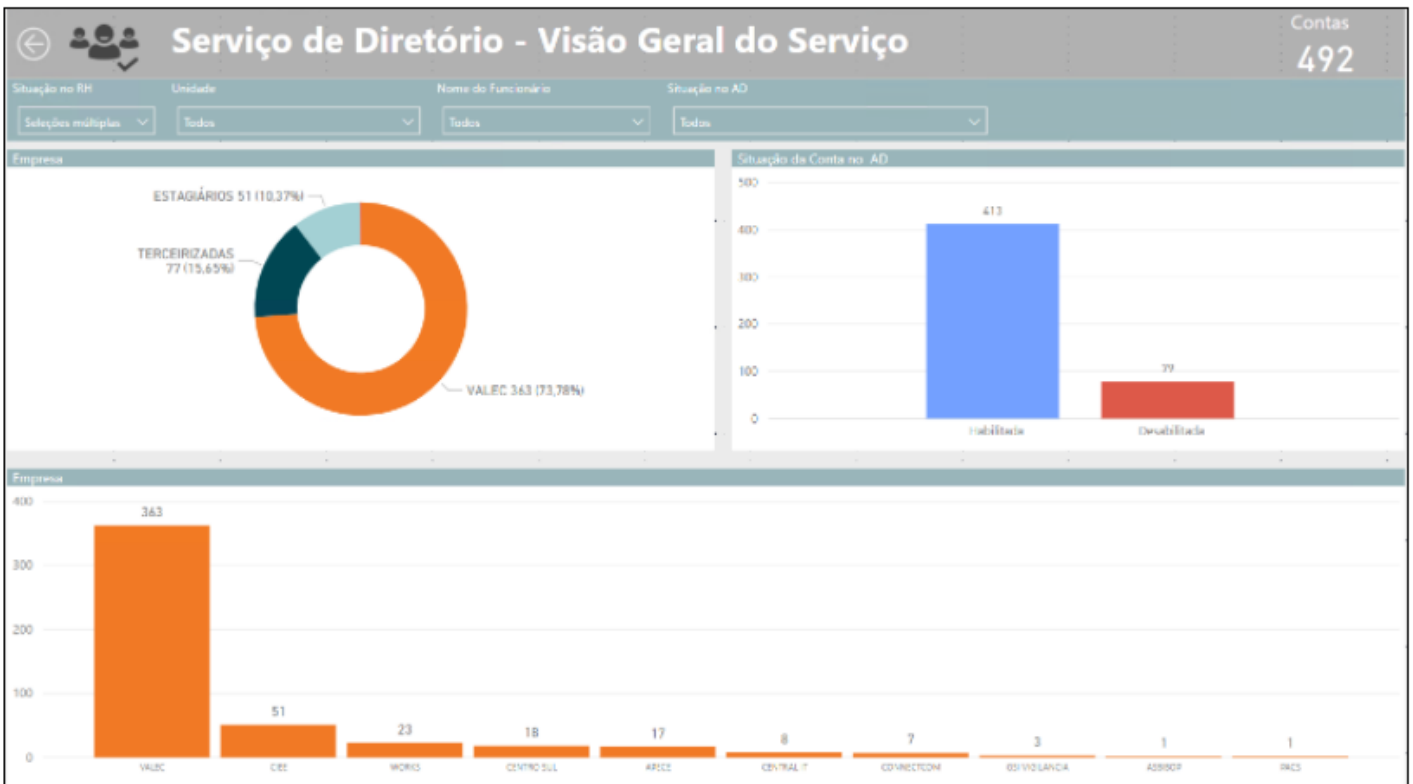 Serviço de Diretório - Visão Geral do Serviço
Contas
492
Situação no RH
Unidade
Nome do Funcionário
Situação no AD
Seleções múltiplas
Todos
Todos
Todos
Empresa
ESTAGIÁRIOS 51 (10,37%)
TERCEIRIZADAS
77 (15,65%)
VALEC 363 (73,78%)
Situação da Conta no AD
500
400
300
200
100
0
413
79
Habilitada
Desabilitada
Empresa
400
300
200
100
0
363
51
23
18
17
8
7
3
1
1
VALEC
CIEE
WORKS
CENTRO SUL
APECE
CENTRAL IT
CONNECTCOM
VIGILANCIA
PACS